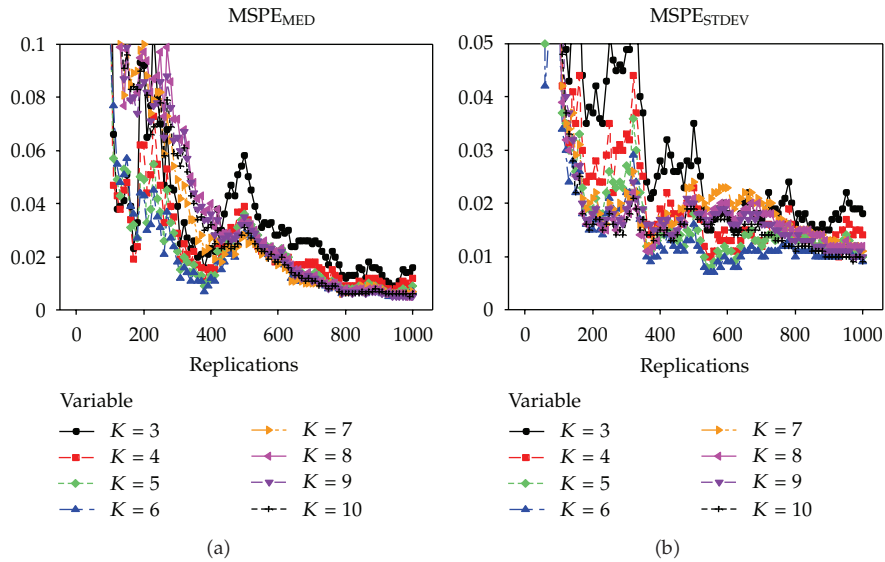 MSPE_MED
0.1
0.08
0.06
0.04
0.02
0
0 200 400 600 800 1000
Replications
Variable
K = 3
K = 4
K = 5
K = 6
K = 7
K = 8
K = 9
K = 10
(a)
MSPE_STDEV
0.05
0.04
0.03
0.02
0.01
0
0 200 400 600 800 1000
Replications
Variable
K = 3
K = 4
K = 5
K = 6
K = 7
K = 8
K = 9
K = 10
(b)